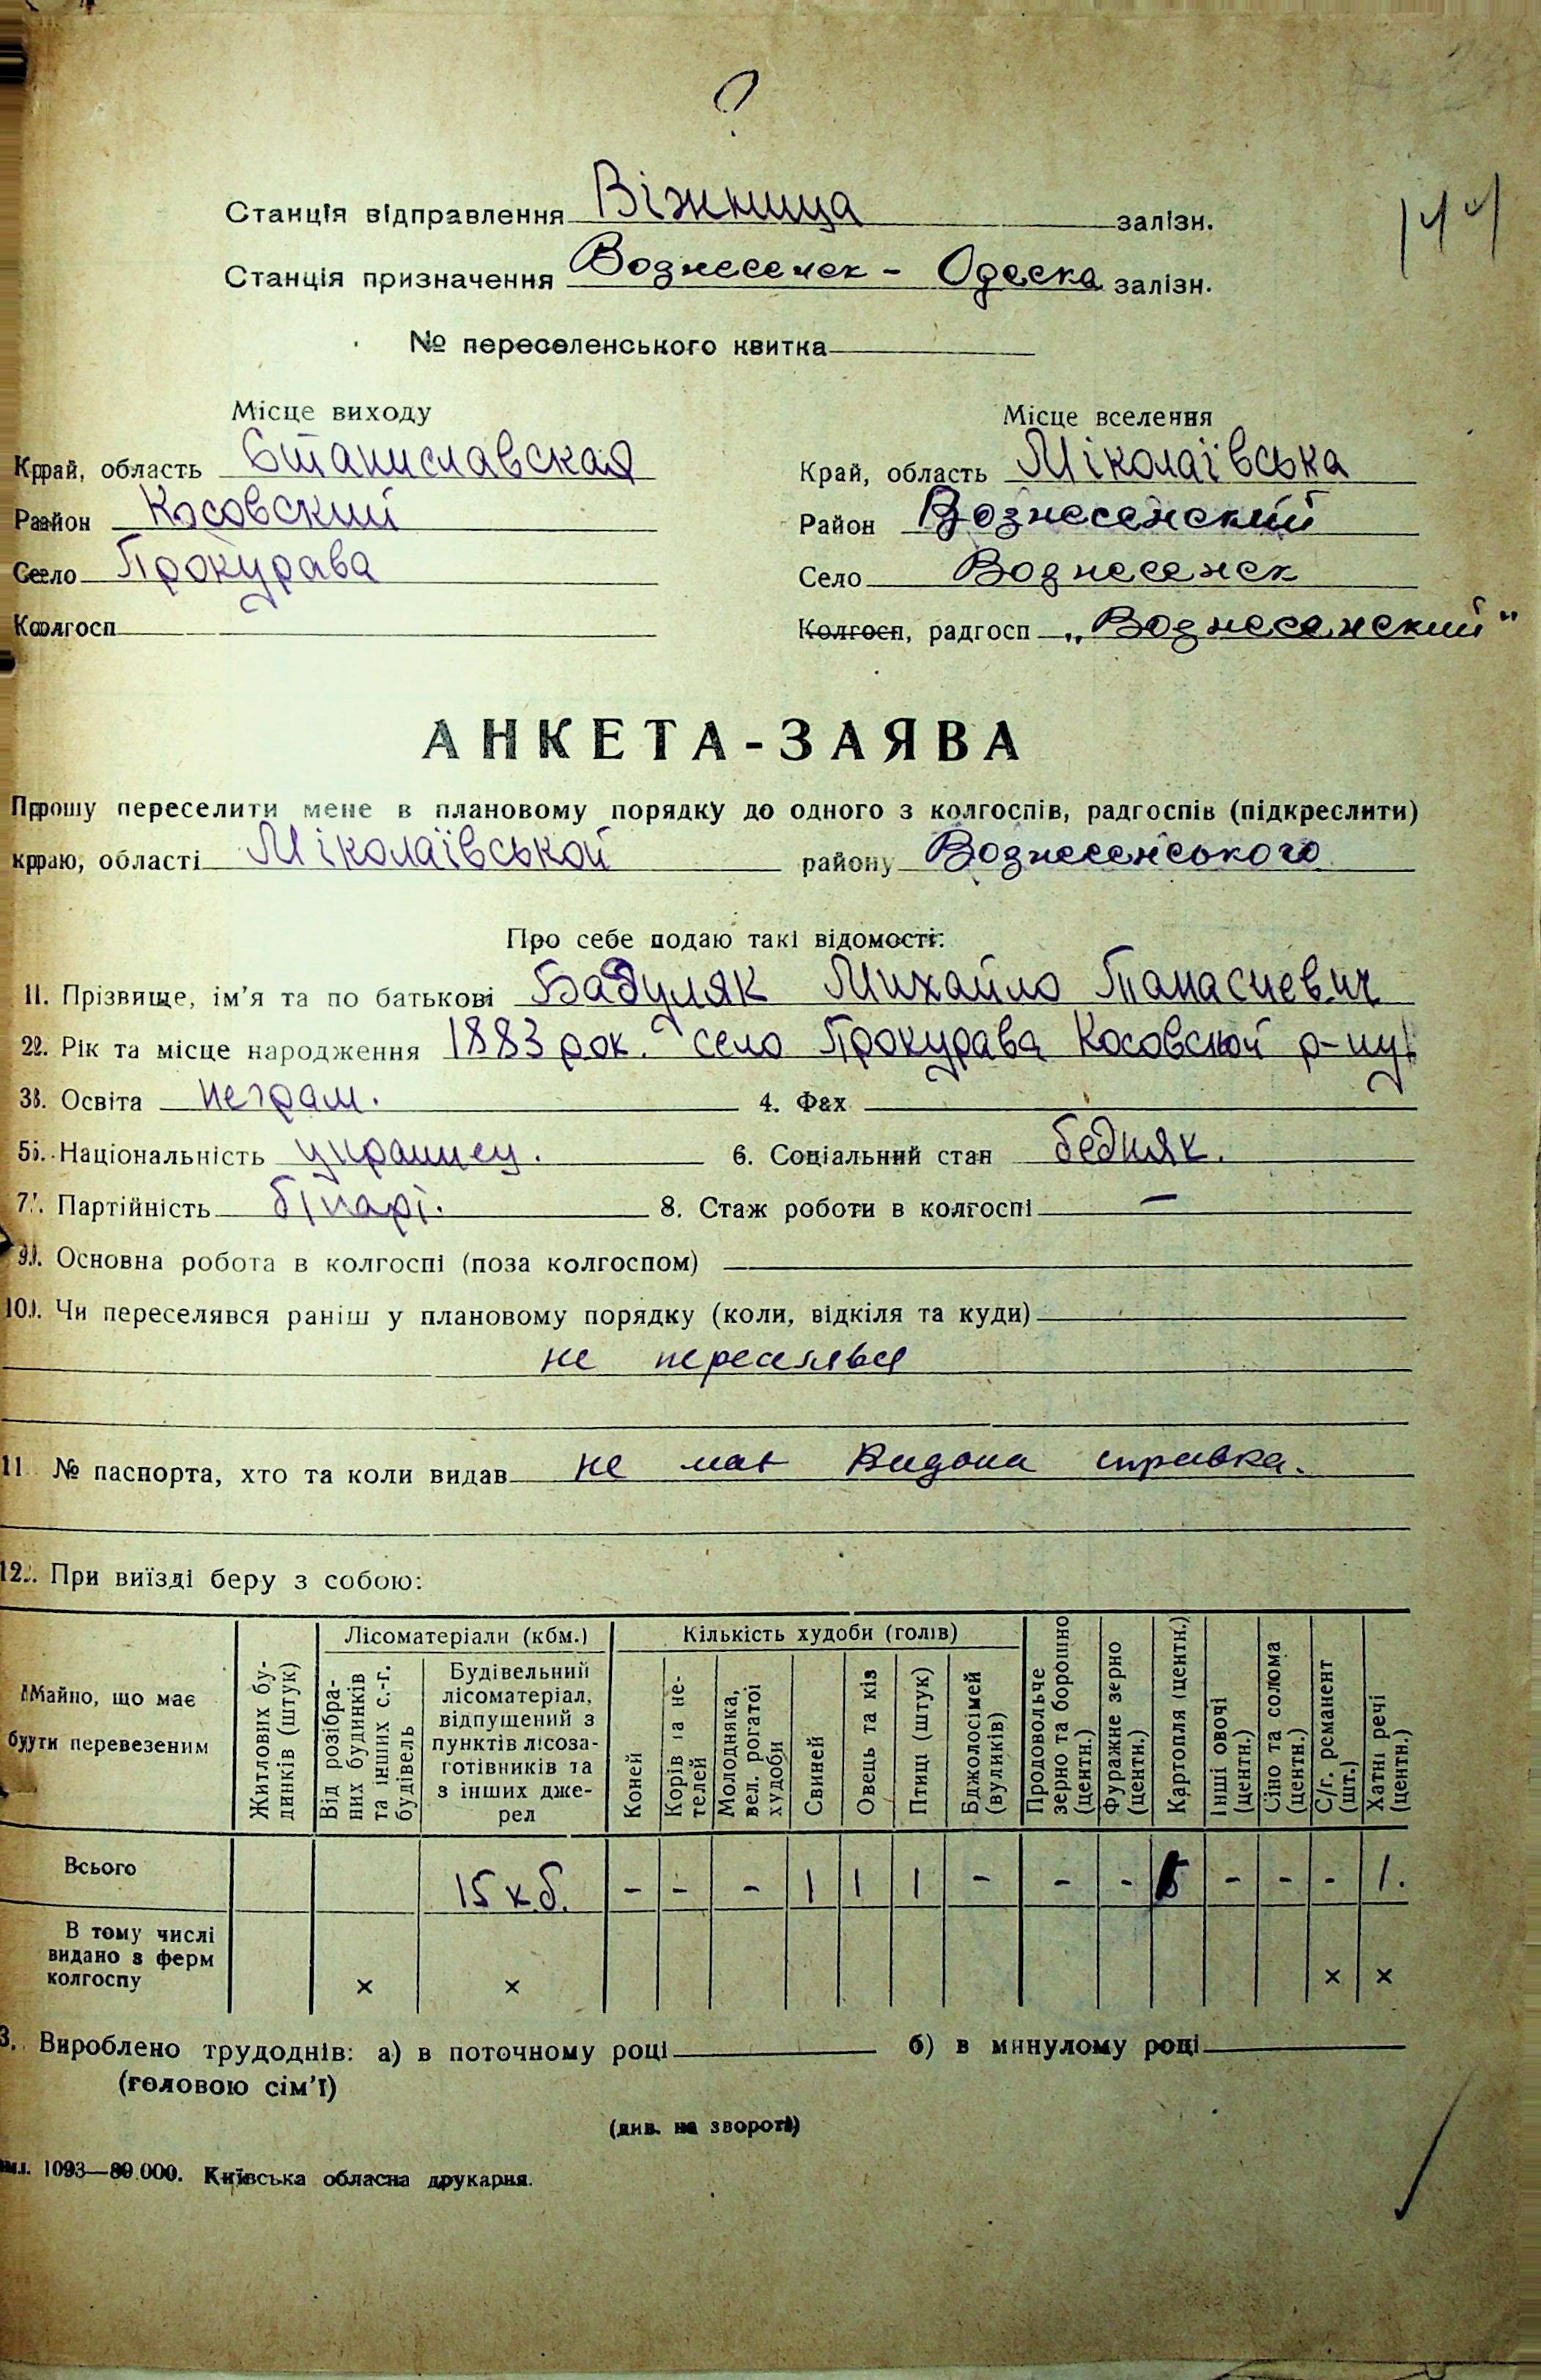 ?
144
Станція відправлення Віжница залізн.
Станція призначення Вознесенск - Одеска залізн.
№ переселенського квитка
Місце виходу Місце вселення
Край, область Станиславская Край, область Міколаївська
Район Косовский Район Вознесенский
Село Прокурава Село Вознесенск
Колгосп Колгосп, радгосп „Вознесенский"
АНКЕТА-ЗАЯВА
Прошу переселити мене в плановому порядку до одного з колгоспів, радгоспів (підкреслити)
краю, області Міколаївськой району Вознесенського
Про себе подаю такі відомості:
1. Прізвище, ім'я та по батькові Бадуляк Михайло Танасиевич
2. Рік та місце народження 1883 рок. село Прокурава Косовской р-ну
3. Освіта неграм. 4. Фах
5. Національність украинец. 6. Соціальний стан бедняк.
7. Партійність бепарт. 8. Стаж роботи в колгоспі —
9. Основна робота в колгоспі (поза колгоспом)
10. Чи переселявся раніш у плановому порядку (коли, відкіля та куди)
не переселявся
11 № паспорта, хто та коли видав не має Видона справка.
12. При виїзді беру з собою:
Майно, що має бути перевезеним
Житлових будинків (штук)
Лісоматеріали (кбм.)
Від розібраних будинків та інших с.-г. будівель
Будівельний лісоматеріал, відпущений з пунктів лісозаготівників та з інших джерел
Кількість худоби (голів)
Коней
Корів та нетелей
Молодняка, вел. рогатої худоби
Свиней
Овець та кіз
Птиці (штук)
Бджолосімей (вуликів)
Продовольче зерно та борошно (центн.)
Фуражне зерно (центн.)
Картопля (центн.)
Інші овочі (центн.)
Сіно та солома (центн.)
С/г. реманент (шт.)
Хатні речі (центн.)
Всього 15 к.б. - - - 1 1 1 - - - 5 - - - 1.
В тому числі видано з ферм колгоспу × × × ×
3. Вироблено трудоднів: а) в поточному році б) в минулому році
(головою сім'ї)
(див. на звороті)
1093—80.000. Київська обласна друкарня.